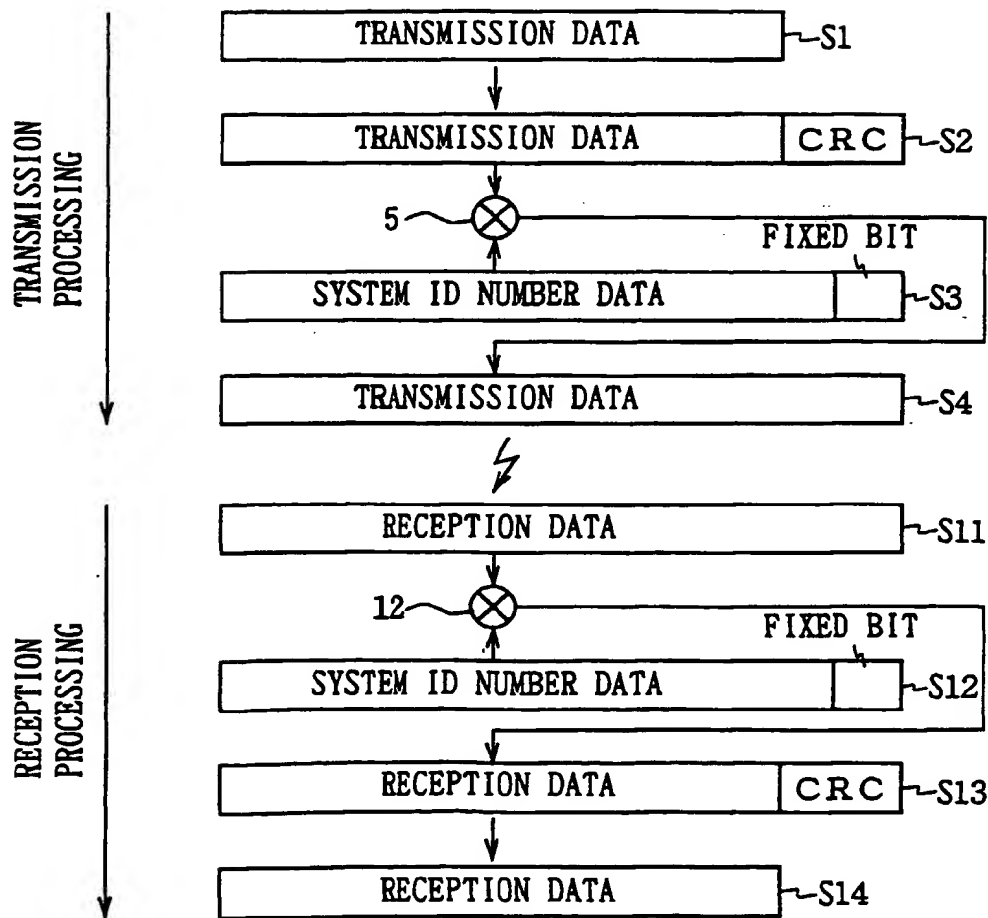 TRANSMISSION PROCESSING
TRANSMISSION DATA S1
TRANSMISSION DATA CRC S2
5
FIXED BIT
SYSTEM ID NUMBER DATA S3
TRANSMISSION DATA S4
RECEPTION PROCESSING
RECEPTION DATA S11
12
FIXED BIT
SYSTEM ID NUMBER DATA S12
RECEPTION DATA CRC S13
RECEPTION DATA S14